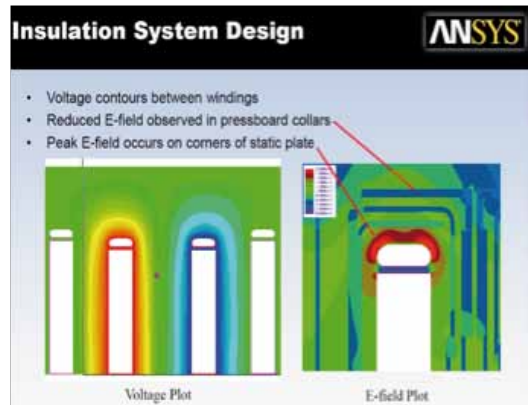 Insulation System Design
ANSYS
• Voltage contours between windings
• Reduced E-field observed in pressboard collars
• Peak E-field occurs on corners of static plate
Voltage Plot
E-field Plot